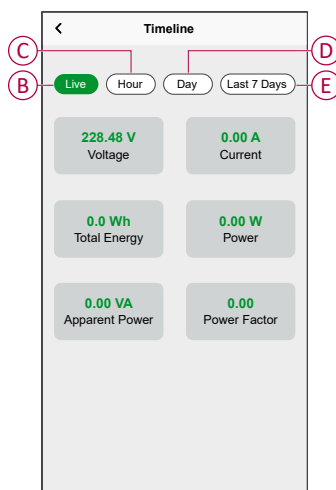 Timeline
C
D
B
Live
Hour
Day
Last 7 Days
E
228.48 V
Voltage
0.00 A
Current
0.0 Wh
Total Energy
0.00 W
Power
0.00 VA
Apparent Power
0.00
Power Factor